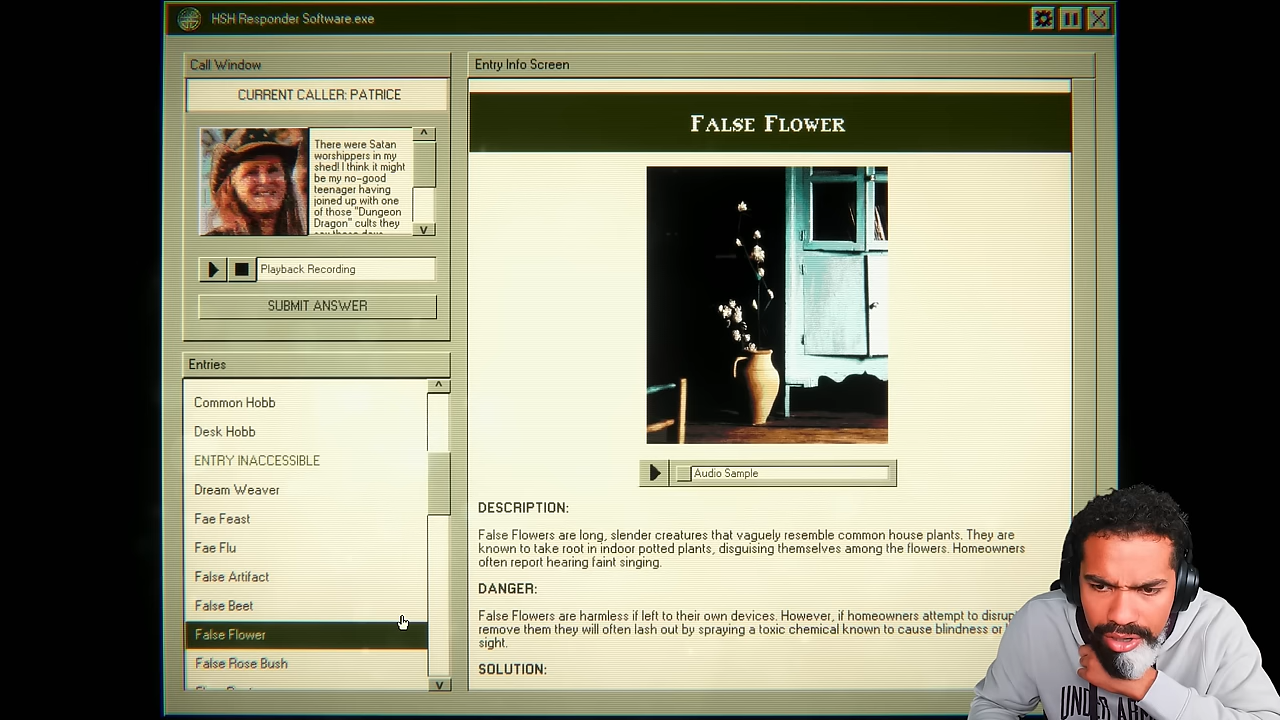 HSH Responder Software.exe
Call Window
CURRENT CALLER: PATRICE
There were Satan
worshippers in my
shed! I think it might
be my no-good
teenager having
joined up with one
of those "Dungeon
Dragon" cults they
Playback Recording
SUBMIT ANSWER
Entries
Common Hobb
Desk Hobb
ENTRY INACCESSIBLE
Dream Weaver
Fae Feast
Fae Flu
False Artifact
False Beet
False Flower
False Rose Bush
Entry Info Screen
FALSE FLOWER
Audio Sample
DESCRIPTION:
False Flowers are long, slender creatures that vaguely resemble common house plants. They are
known to take root in indoor potted plants, disguising themselves among the flowers. Homeowners
often report hearing faint singing.
DANGER:
False Flowers are harmless if left to their own devices. However, if homeowners attempt to
remove them they will often lash out by spraying a toxic chemical known to cause blindness or
sight.
SOLUTION:
UNDER